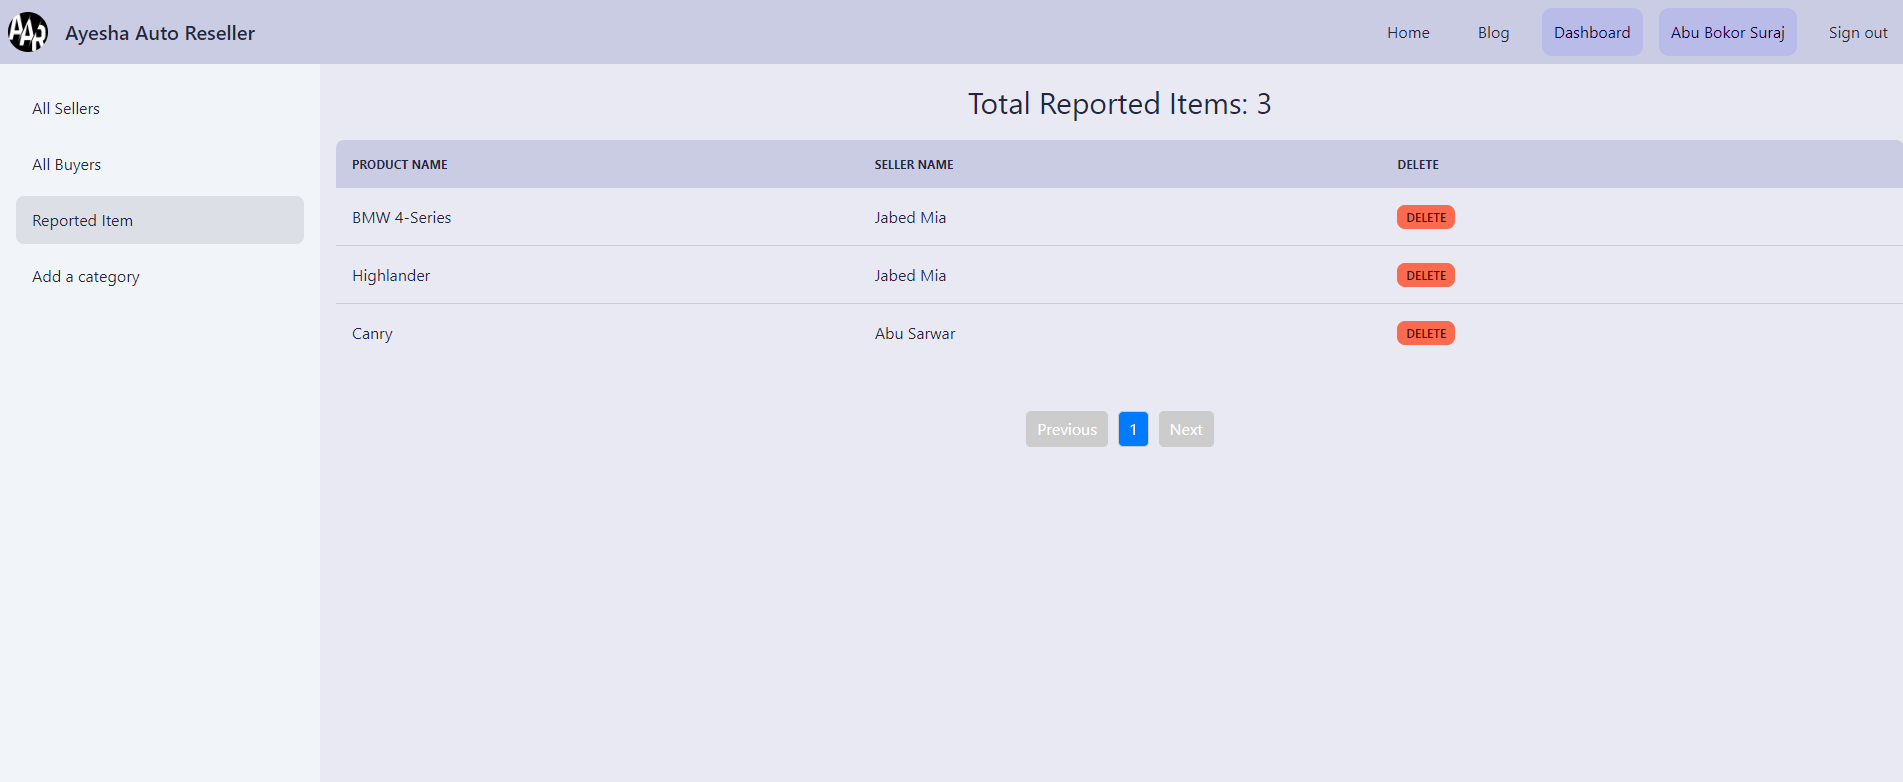 AAR Ayesha Auto Reseller Home Blog Dashboard Abu Bokor Suraj Sign out
All Sellers
All Buyers
Reported Item
Add a category
Total Reported Items: 3
PRODUCT NAME SELLER NAME DELETE
BMW 4-Series Jabed Mia DELETE
Highlander Jabed Mia DELETE
Canry Abu Sarwar DELETE
Previous 1 Next